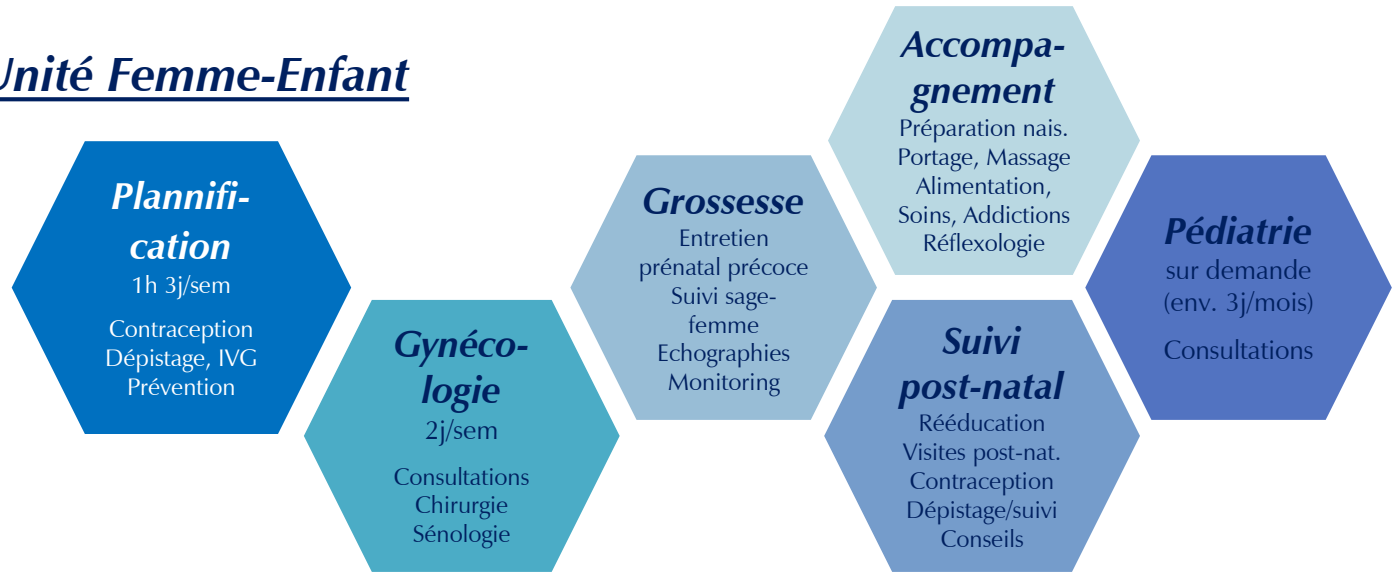 Unité Femme-Enfant
Plannifi-
cation
1h 3j/sem
Contraception
Dépistage, IVG
Prévention
Gynéco-
logie
2j/sem
Consultations
Chirurgie
Sénologie
Grossesse
Entretien
prénatal précoce
Suivi sage-
femme
Echographies
Monitoring
Accompa-
gnement
Préparation nais.
Portage, Massage
Alimentation,
Soins, Addictions
Réflexologie
Suivi
post-natal
Rééducation
Visites post-nat.
Contraception
Dépistage/suivi
Conseils
Pédiatrie
sur demande
(env. 3j/mois)
Consultations